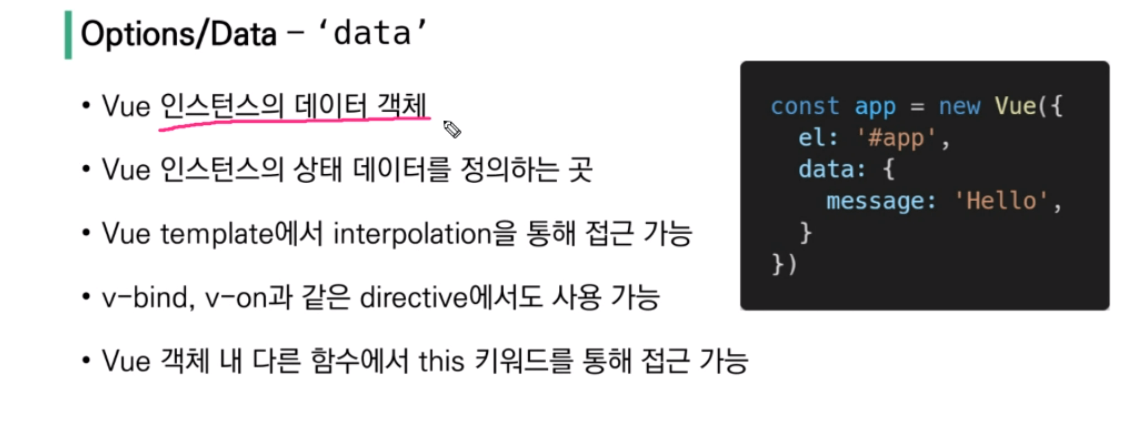 Options/Data – ‘data’
• Vue 인스턴스의 데이터 객체
• Vue 인스턴스의 상태 데이터를 정의하는 곳
• Vue template에서 interpolation을 통해 접근 가능
• v-bind, v-on과 같은 directive에서도 사용 가능
• Vue 객체 내 다른 함수에서 this 키워드를 통해 접근 가능
const app = new Vue({
  el: '#app',
  data: {
    message: 'Hello',
  }
})